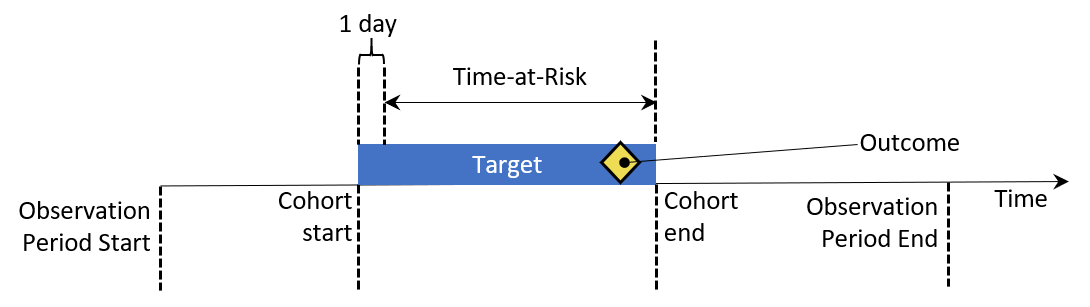 1 day
Time-at-Risk
Outcome
Target
Observation
Period Start
Cohort
start
Cohort
end
Observation
Period End
Time